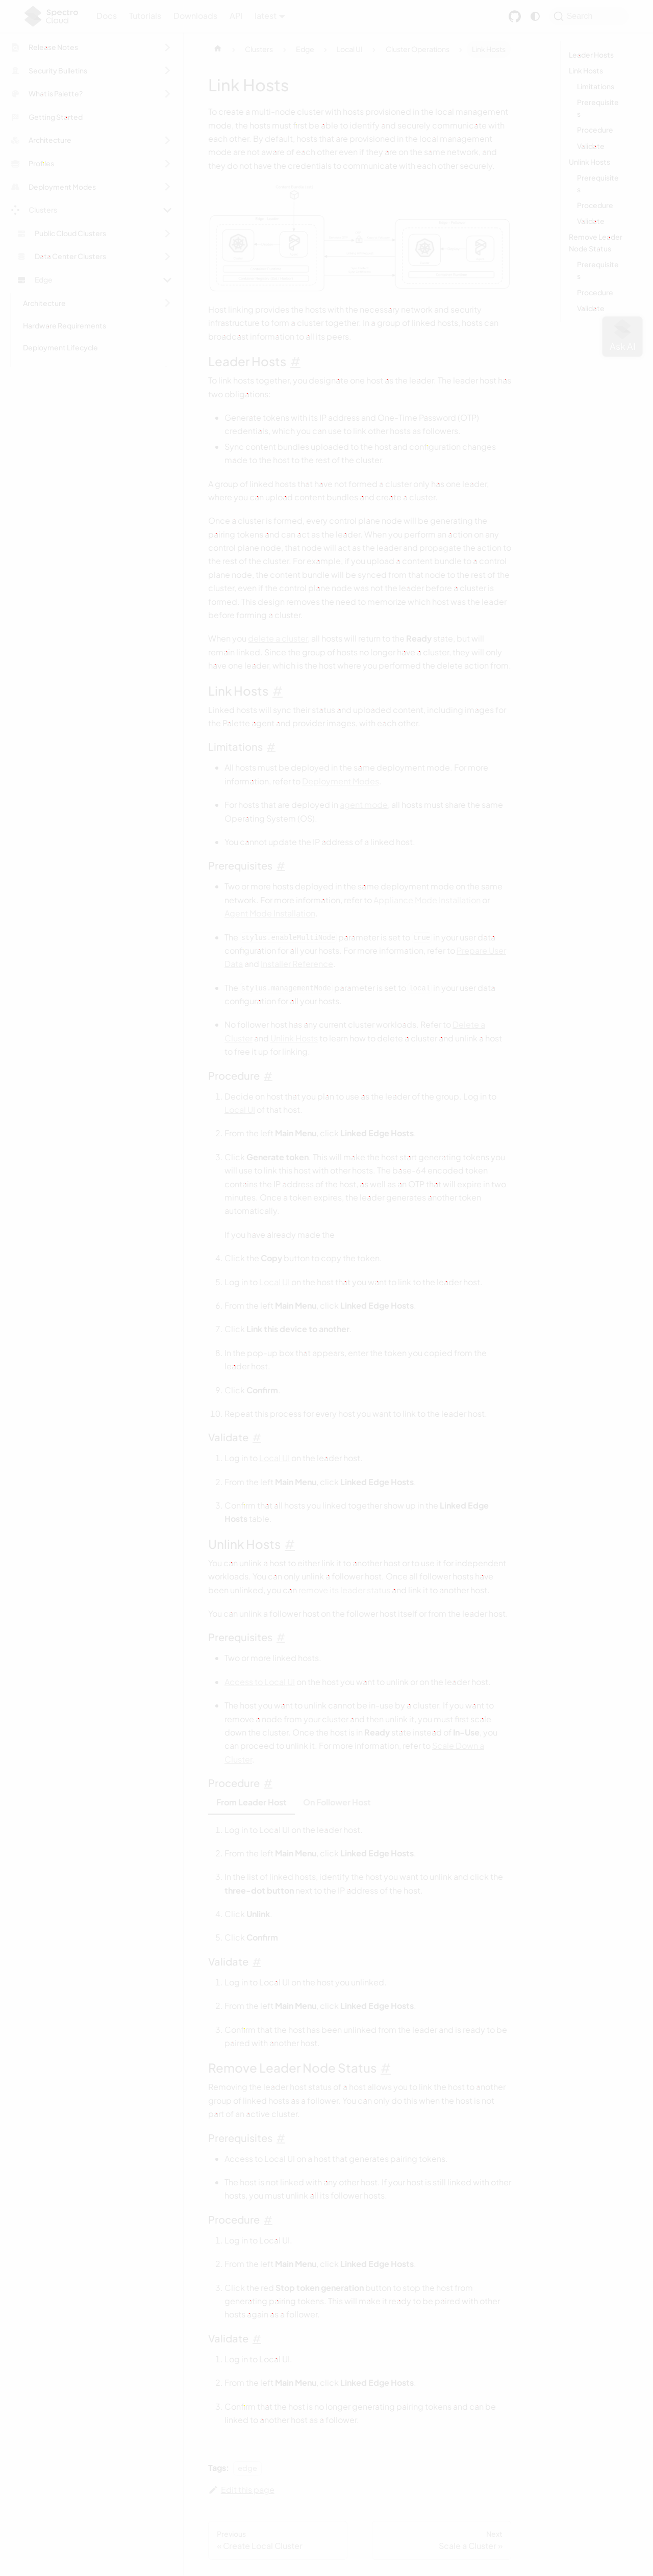 Spectro Cloud
Docs
Tutorials
Downloads
API
latest
Search
Release Notes
Security Bulletins
What is Palette?
Getting Started
Architecture
Profiles
Deployment Modes
Clusters
Public Cloud Clusters
Data Center Clusters
Edge
Architecture
Hardware Requirements
Deployment Lifecycle
Clusters
Edge
Local UI
Cluster Operations
Link Hosts
Link Hosts
To create a multi-node cluster with hosts provisioned in the local management
mode, the hosts must first be able to identify and securely communicate with
each other. By default, hosts that are provisioned in the local management
mode are not aware of each other even if they are on the same network, and
they do not have the credentials to communicate with each other securely.
Host linking provides the hosts with the necessary network and security
infrastructure to form a cluster together. In a group of linked hosts, hosts can
broadcast information to all its peers.
Leader Hosts #
To link hosts together, you designate one host as the leader. The leader host has
two obligations:
Generate tokens with its IP address and One-Time Password (OTP)
credentials, which you can use to link other hosts as followers.
Sync content bundles uploaded to the host and configuration changes
made to the host to the rest of the cluster.
A group of linked hosts that have not formed a cluster only has one leader,
where you can upload content bundles and create a cluster.
Once a cluster is formed, every control plane node will be generating the
pairing tokens and can act as the leader. When you perform an action on any
control plane node, that node will act as the leader and propagate the action to
the rest of the cluster. For example, if you upload a content bundle to a control
plane node, the content bundle will be synced from that node to the rest of the
cluster, even if the control plane node was not the leader before a cluster is
formed. This design removes the need to memorize which host was the leader
before forming a cluster.
When you delete a cluster, all hosts will return to the Ready state, but will
remain linked. Since the group of hosts no longer have a cluster, they will only
have one leader, which is the host where you performed the delete action from.
Link Hosts #
Linked hosts will sync their status and uploaded content, including images for
the Palette agent and provider images, with each other.
Limitations #
All hosts must be deployed in the same deployment mode. For more
information, refer to Deployment Modes.
For hosts that are deployed in agent mode, all hosts must share the same
Operating System (OS).
You cannot update the IP address of a linked host.
Prerequisites #
Two or more hosts deployed in the same deployment mode on the same
network. For more information, refer to Appliance Mode Installation or
Agent Mode Installation.
The stylus.enableMultiNode parameter is set to true in your user data
configuration for all your hosts. For more information, refer to Prepare User
Data and Installer Reference.
The stylus.managementMode parameter is set to local in your user data
configuration for all your hosts.
No follower host has any current cluster workloads. Refer to Delete a
Cluster and Unlink Hosts to learn how to delete a cluster and unlink a host
to free it up for linking.
Procedure #
1. Decide on host that you plan to use as the leader of the group. Log in to
Local UI of that host.
2. From the left Main Menu, click Linked Edge Hosts.
3. Click Generate token. This will make the host start generating tokens you
will use to link this host with other hosts. The base-64 encoded token
contains the IP address of the host, as well as an OTP that will expire in two
minutes. Once a token expires, the leader generates another token
automatically.
If you have already made the
4. Click the Copy button to copy the token.
5. Log in to Local UI on the host that you want to link to the leader host.
6. From the left Main Menu, click Linked Edge Hosts.
7. Click Link this device to another.
8. In the pop-up box that appears, enter the token you copied from the
leader host.
9. Click Confirm.
10. Repeat this process for every host you want to link to the leader host.
Validate #
1. Log in to Local UI on the leader host.
2. From the left Main Menu, click Linked Edge Hosts.
3. Confirm that all hosts you linked together show up in the Linked Edge
Hosts table.
Unlink Hosts #
You can unlink a host to either link it to another host or to use it for independent
workloads. You can only unlink a follower host. Once all follower hosts have
been unlinked, you can remove its leader status and link it to another host.
You can unlink a follower host on the follower host itself or from the leader host.
Prerequisites #
Two or more linked hosts.
Access to Local UI on the host you want to unlink or on the leader host.
The host you want to unlink cannot be in-use by a cluster. If you want to
remove a node from your cluster and then unlink it, you must first scale
down the cluster. Once the host is in Ready state instead of In-Use, you
can proceed to unlink it. For more information, refer to Scale Down a
Cluster.
Procedure #
From Leader Host
On Follower Host
1. Log in to Local UI on the leader host.
2. From the left Main Menu, click Linked Edge Hosts.
3. In the list of linked hosts, identify the host you want to unlink and click the
three-dot button next to the IP address of the host.
4. Click Unlink.
5. Click Confirm.
Validate #
1. Log in to Local UI on the host you unlinked.
2. From the left Main Menu, click Linked Edge Hosts.
3. Confirm that the host has been unlinked from the leader and is ready to be
paired with another host.
Remove Leader Node Status #
Removing the leader host status of a host allows you to link the host to another
group of linked hosts as a follower. You can only do this when the host is not
part of an active cluster.
Prerequisites #
Access to Local UI on a host that generates pairing tokens.
The host is not linked with any other host. If your host is still linked with other
hosts, you must unlink all its follower hosts.
Procedure #
1. Log in to Local UI.
2. From the left Main Menu, click Linked Edge Hosts.
3. Click the red Stop token generation button to stop the host from
generating pairing tokens. This will make it ready to be paired with other
hosts again as a follower.
Validate #
1. Log in to Local UI.
2. From the left Main Menu, click Linked Edge Hosts.
3. Confirm that the host is no longer generating pairing tokens and can be
linked to another host as a follower.
Tags:
edge
Edit this page
Previous
« Create Local Cluster
Next
Scale a Cluster »
Leader Hosts
Link Hosts
Limitations
Prerequisite
s
Procedure
Validate
Unlink Hosts
Prerequisite
s
Procedure
Validate
Remove Leader
Node Status
Prerequisite
s
Procedure
Validate